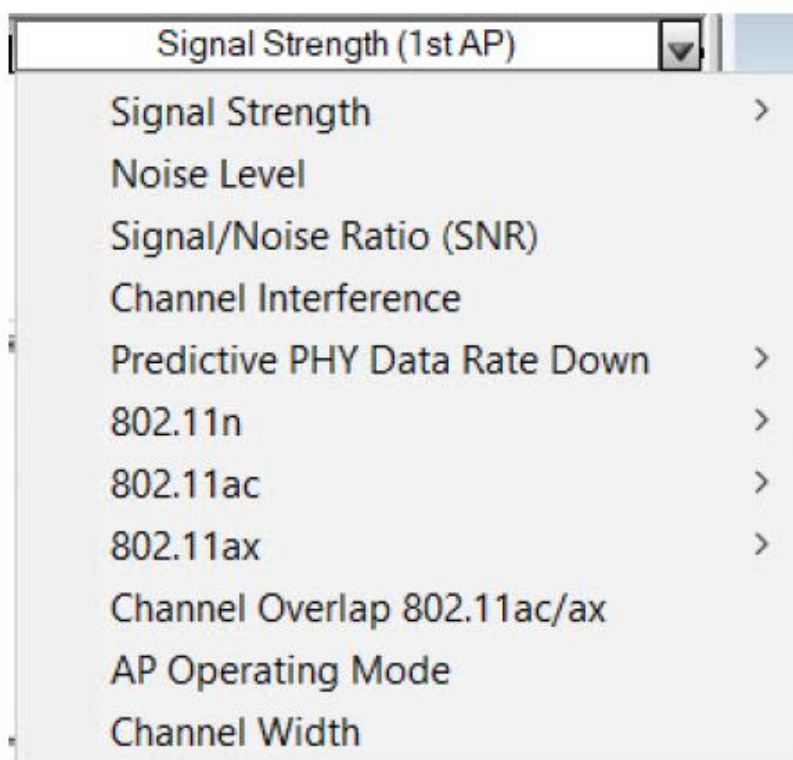 Signal Strength (1st AP)
Signal Strength
Noise Level
Signal/Noise Ratio (SNR)
Channel Interference
Predictive PHY Data Rate Down
802.11n
802.11ac
802.11ax
Channel Overlap 802.11ac/ax
AP Operating Mode
Channel Width